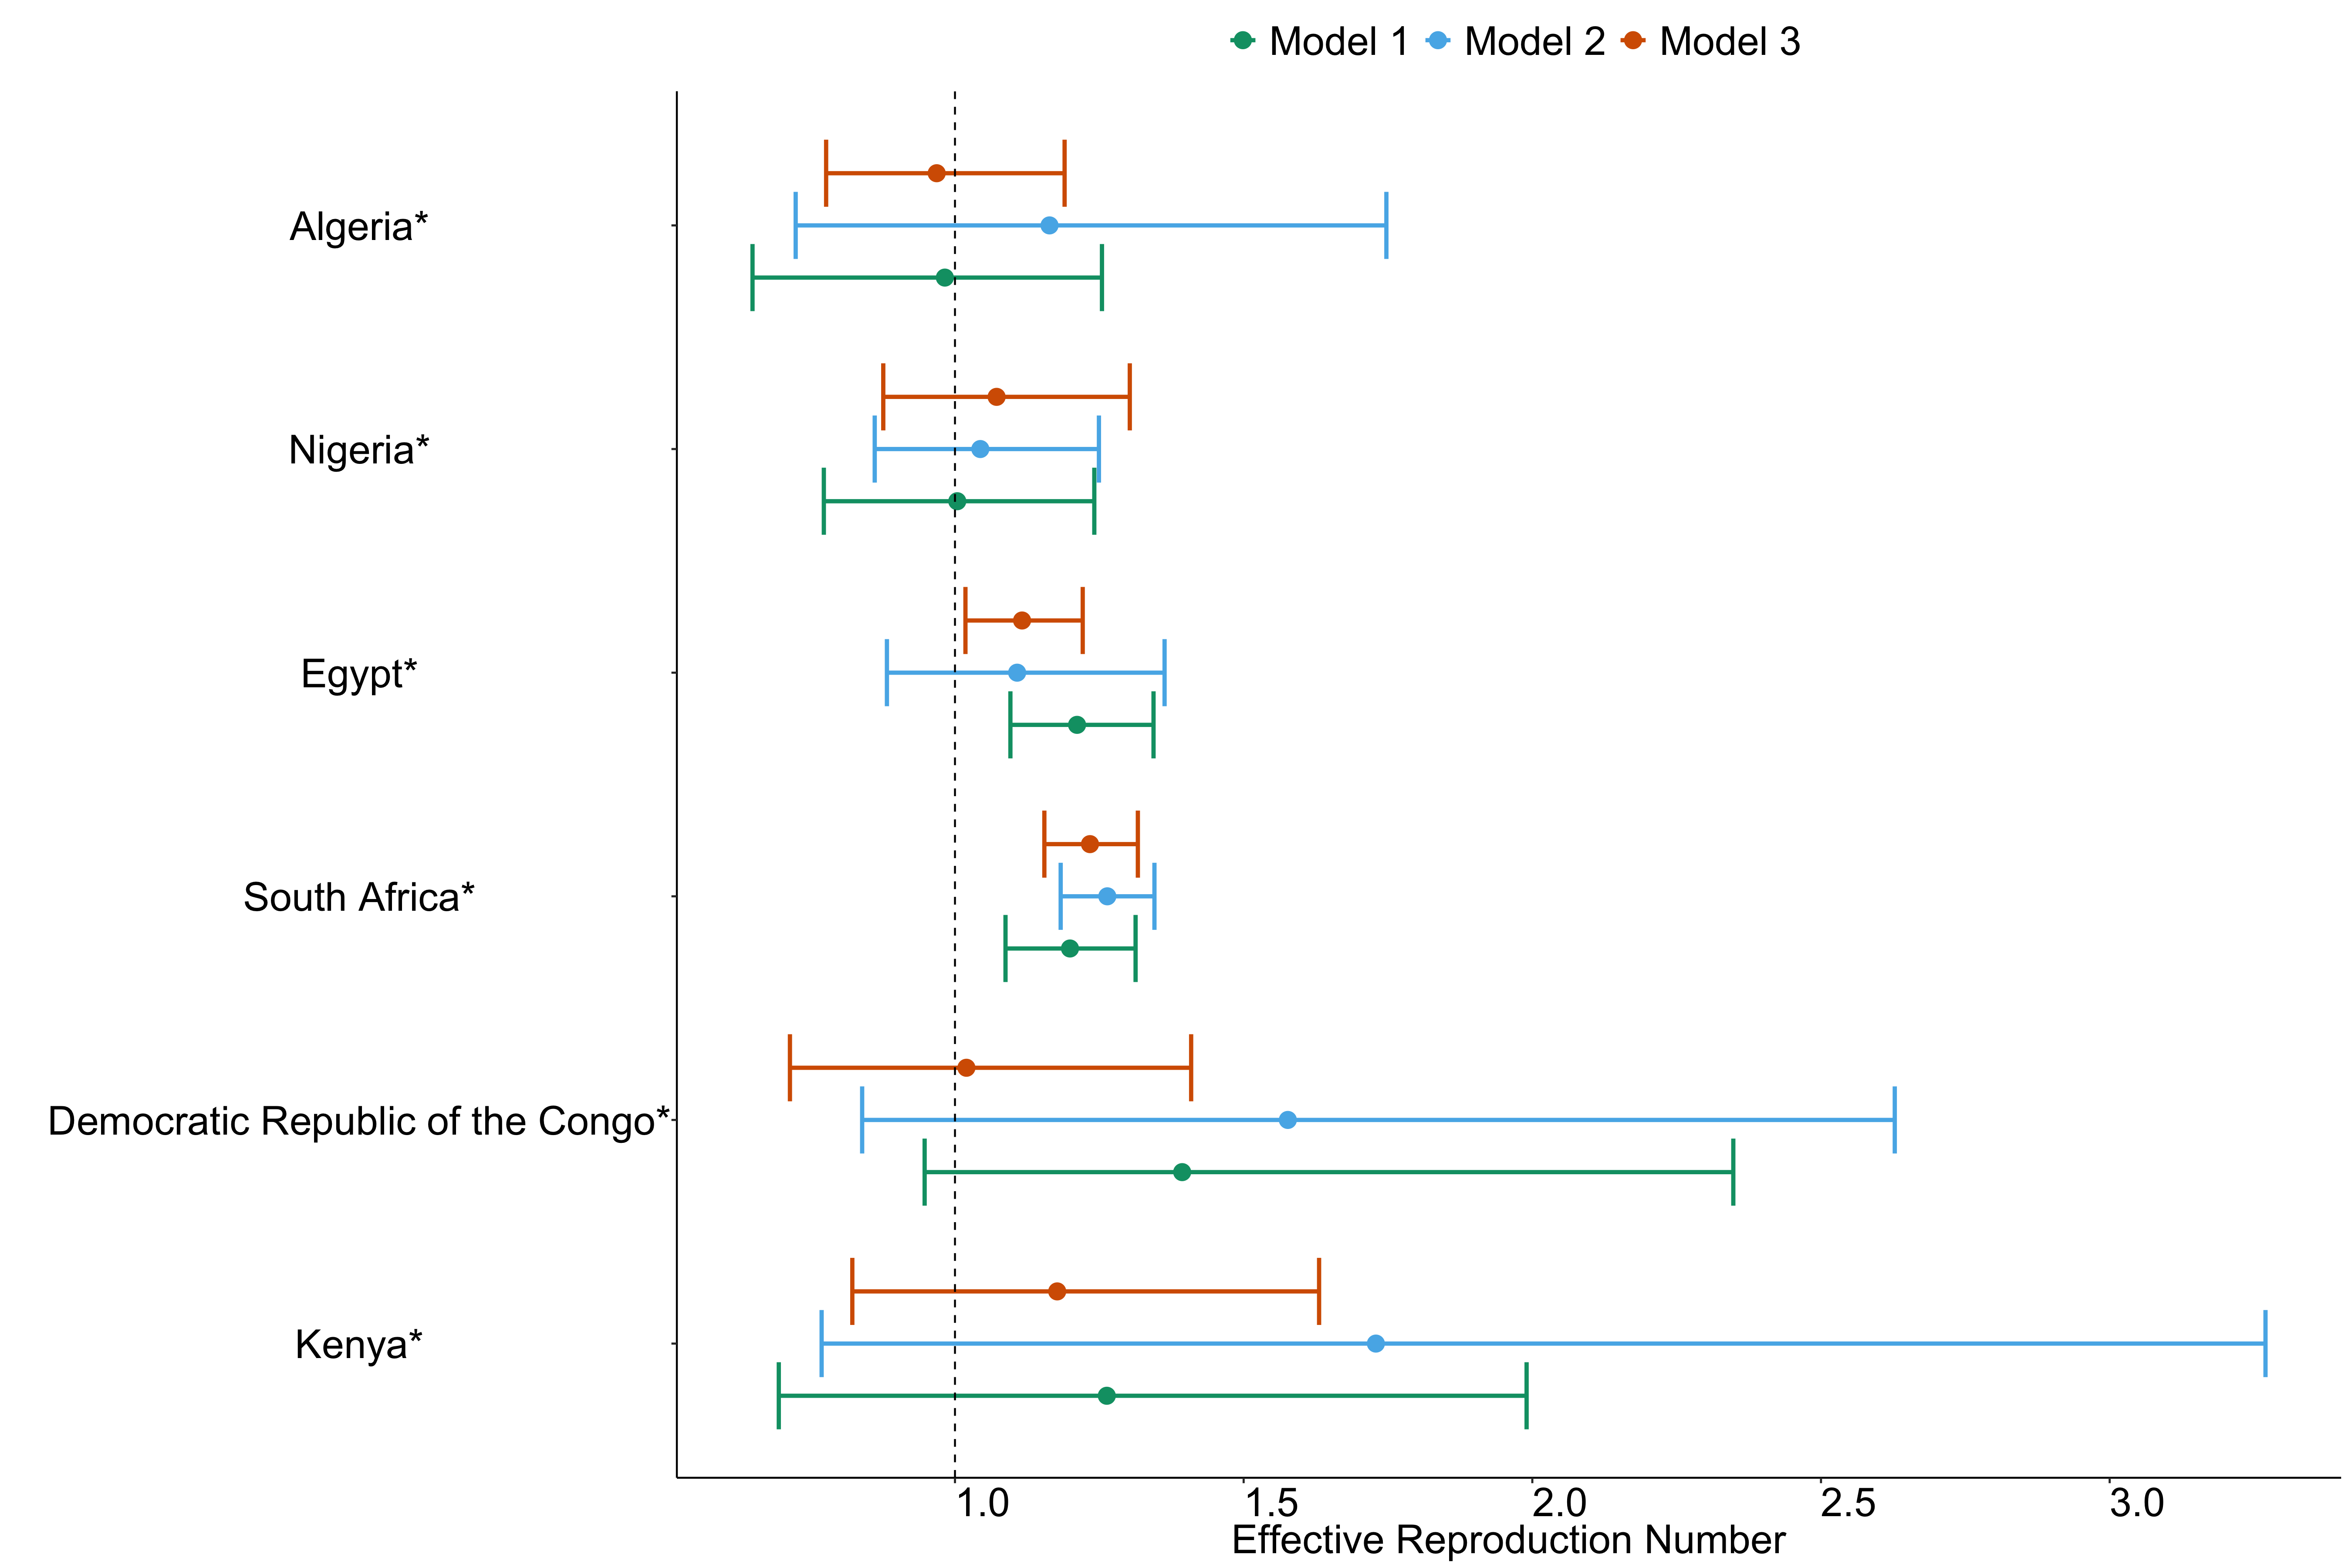 Model 1 Model 2 Model 3
Algeria*
Nigeria*
Egypt*
South Africa*
Democratic Republic of the Congo*
Kenya*
1.0 1.5 2.0 2.5 3.0
Effective Reproduction Number